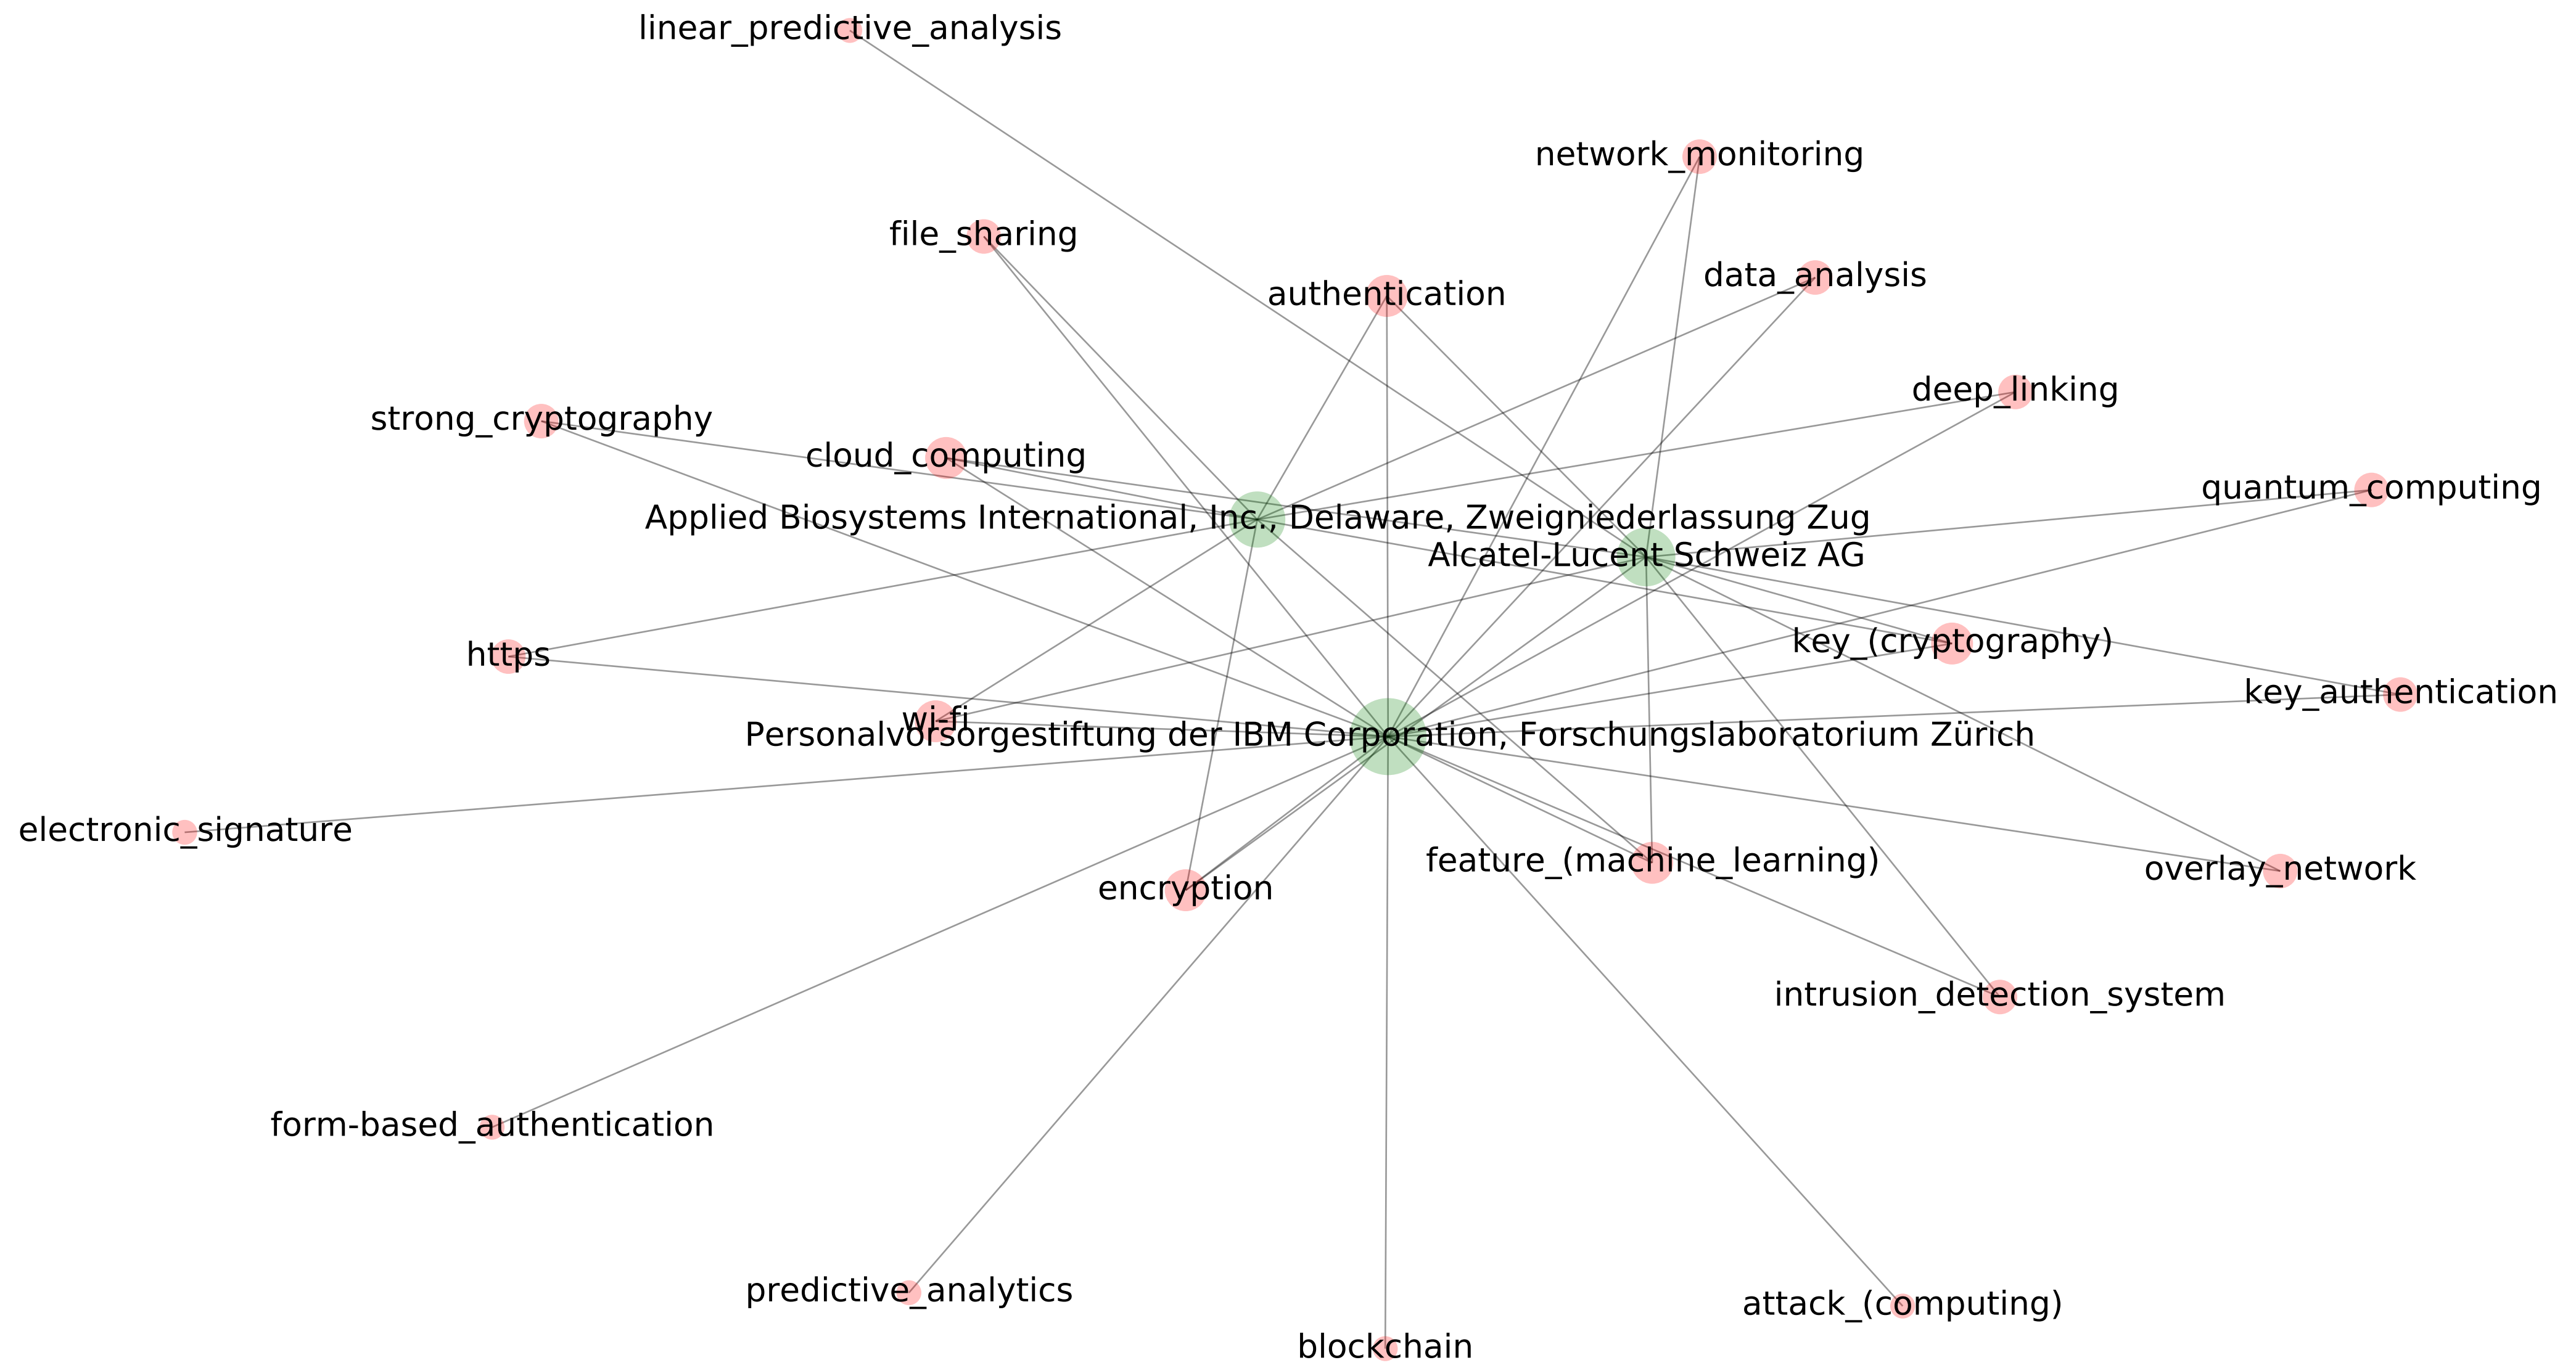 linear_predictive_analysis
network_monitoring
file_sharing
data_analysis
authentication
deep_linking
strong_cryptography
cloud_computing
quantum_computing
Applied Biosystems International, Inc., Delaware, Zweigniederlassung Zug
Alcatel-Lucent Schweiz AG
key_(cryptography)
https
key_authentication
wi-fi
Personalvorsorgestiftung der IBM Corporation, Forschungslaboratorium Zürich
electronic_signature
feature_(machine_learning)
overlay_network
encryption
intrusion_detection_system
form-based_authentication
predictive_analytics
attack_(computing)
blockchain